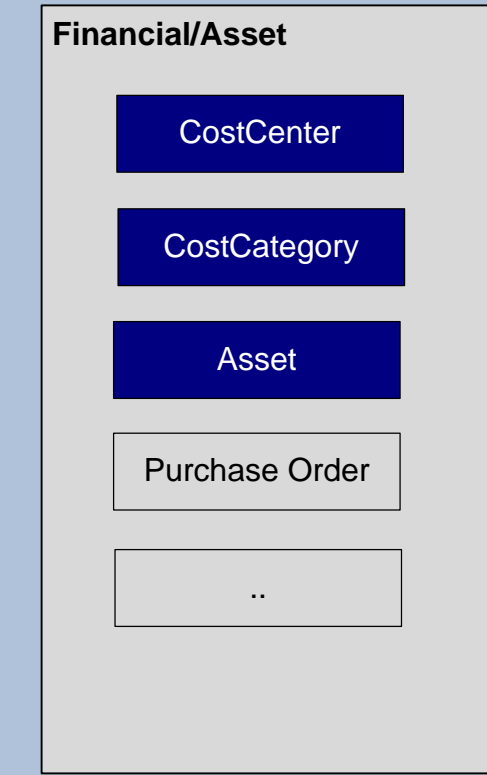 Financial/Asset
CostCenter
CostCategory
Asset
Purchase Order
..